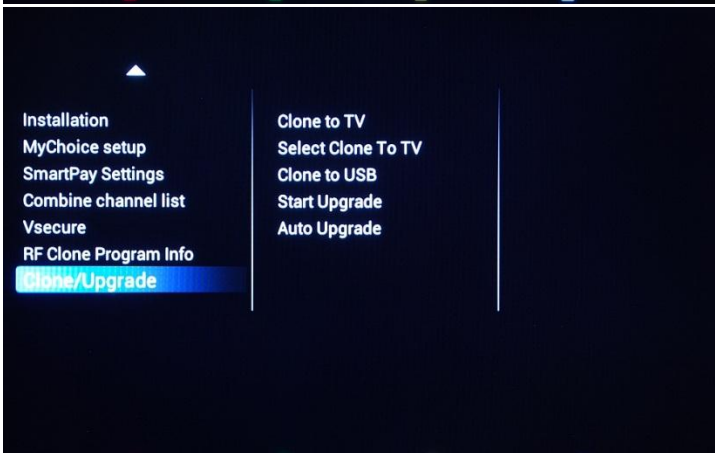 Installation
MyChoice setup
SmartPay Settings
Combine channel list
Vsecure
RF Clone Program Info
Clone/Upgrade
Clone to TV
Select Clone To TV
Clone to USB
Start Upgrade
Auto Upgrade